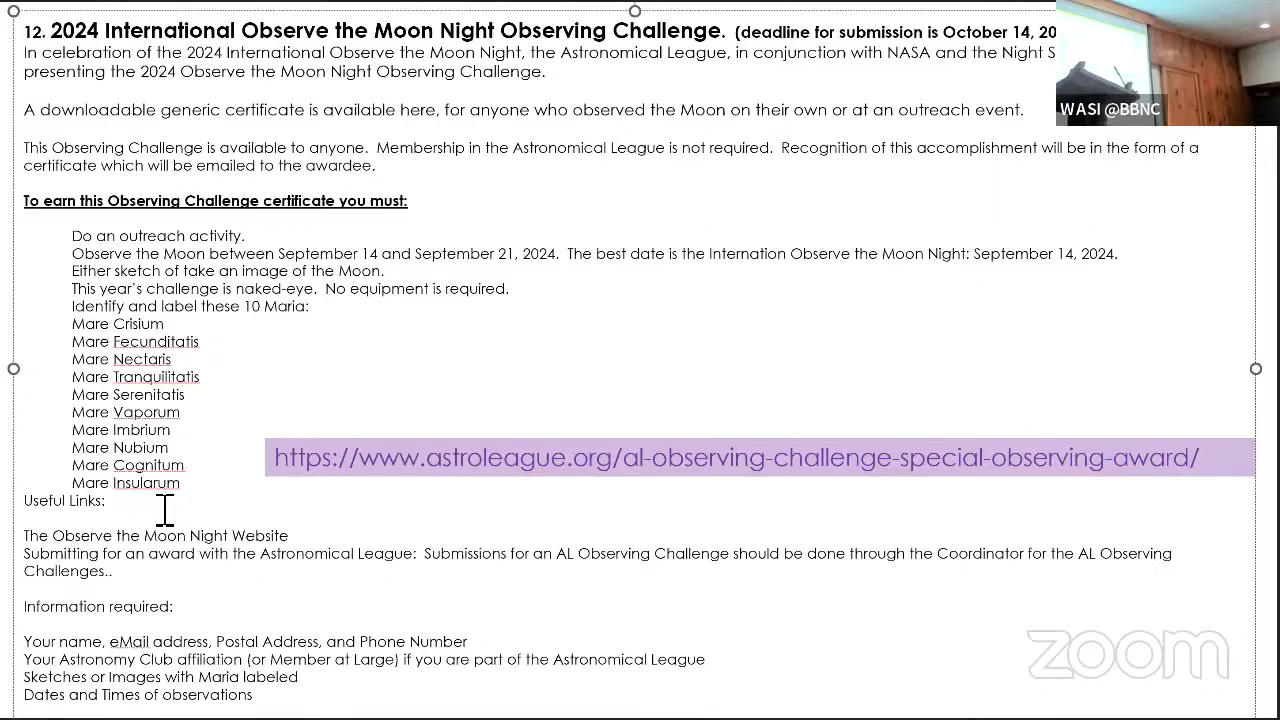 12. 2024 International Observe the Moon Night Observing Challenge. (deadline for submission is October 14, 20
In celebration of the 2024 International Observe the Moon Night, the Astronomical League, in conjunction with NASA and the Night S
presenting the 2024 Observe the Moon Night Observing Challenge.
WASI @BBNC
A downloadable generic certificate is available here, for anyone who observed the Moon on their own or at an outreach event.
This Observing Challenge is available to anyone. Membership in the Astronomical League is not required. Recognition of this accomplishment will be in the form of a
certificate which will be emailed to the awardee.
To earn this Observing Challenge certificate you must:
Do an outreach activity.
Observe the Moon between September 14 and September 21, 2024. The best date is the Internation Observe the Moon Night: September 14, 2024.
Either sketch of take an image of the Moon.
This year's challenge is naked-eye. No equipment is required.
Identify and label these 10 Maria:
Mare Crisium
Mare Fecunditatis
Mare Nectaris
Mare Tranquilitatis
Mare Serenitatis
Mare Vaporum
Mare Imbrium
Mare Nubium
Mare Cognitum
Mare Insularum
https://www.astroleague.org/al-observing-challenge-special-observing-award/
Useful Links:
The Observe the Moon Night Website
Submitting for an award with the Astronomical League: Submissions for an AL Observing Challenge should be done through the Coordinator for the AL Observing
Challenges..
Information required:
Your name, eMail address, Postal Address, and Phone Number
Your Astronomy Club affiliation (or Member at Large) if you are part of the Astronomical League
Sketches or Images with Maria labeled
Dates and Times of observations
zoom